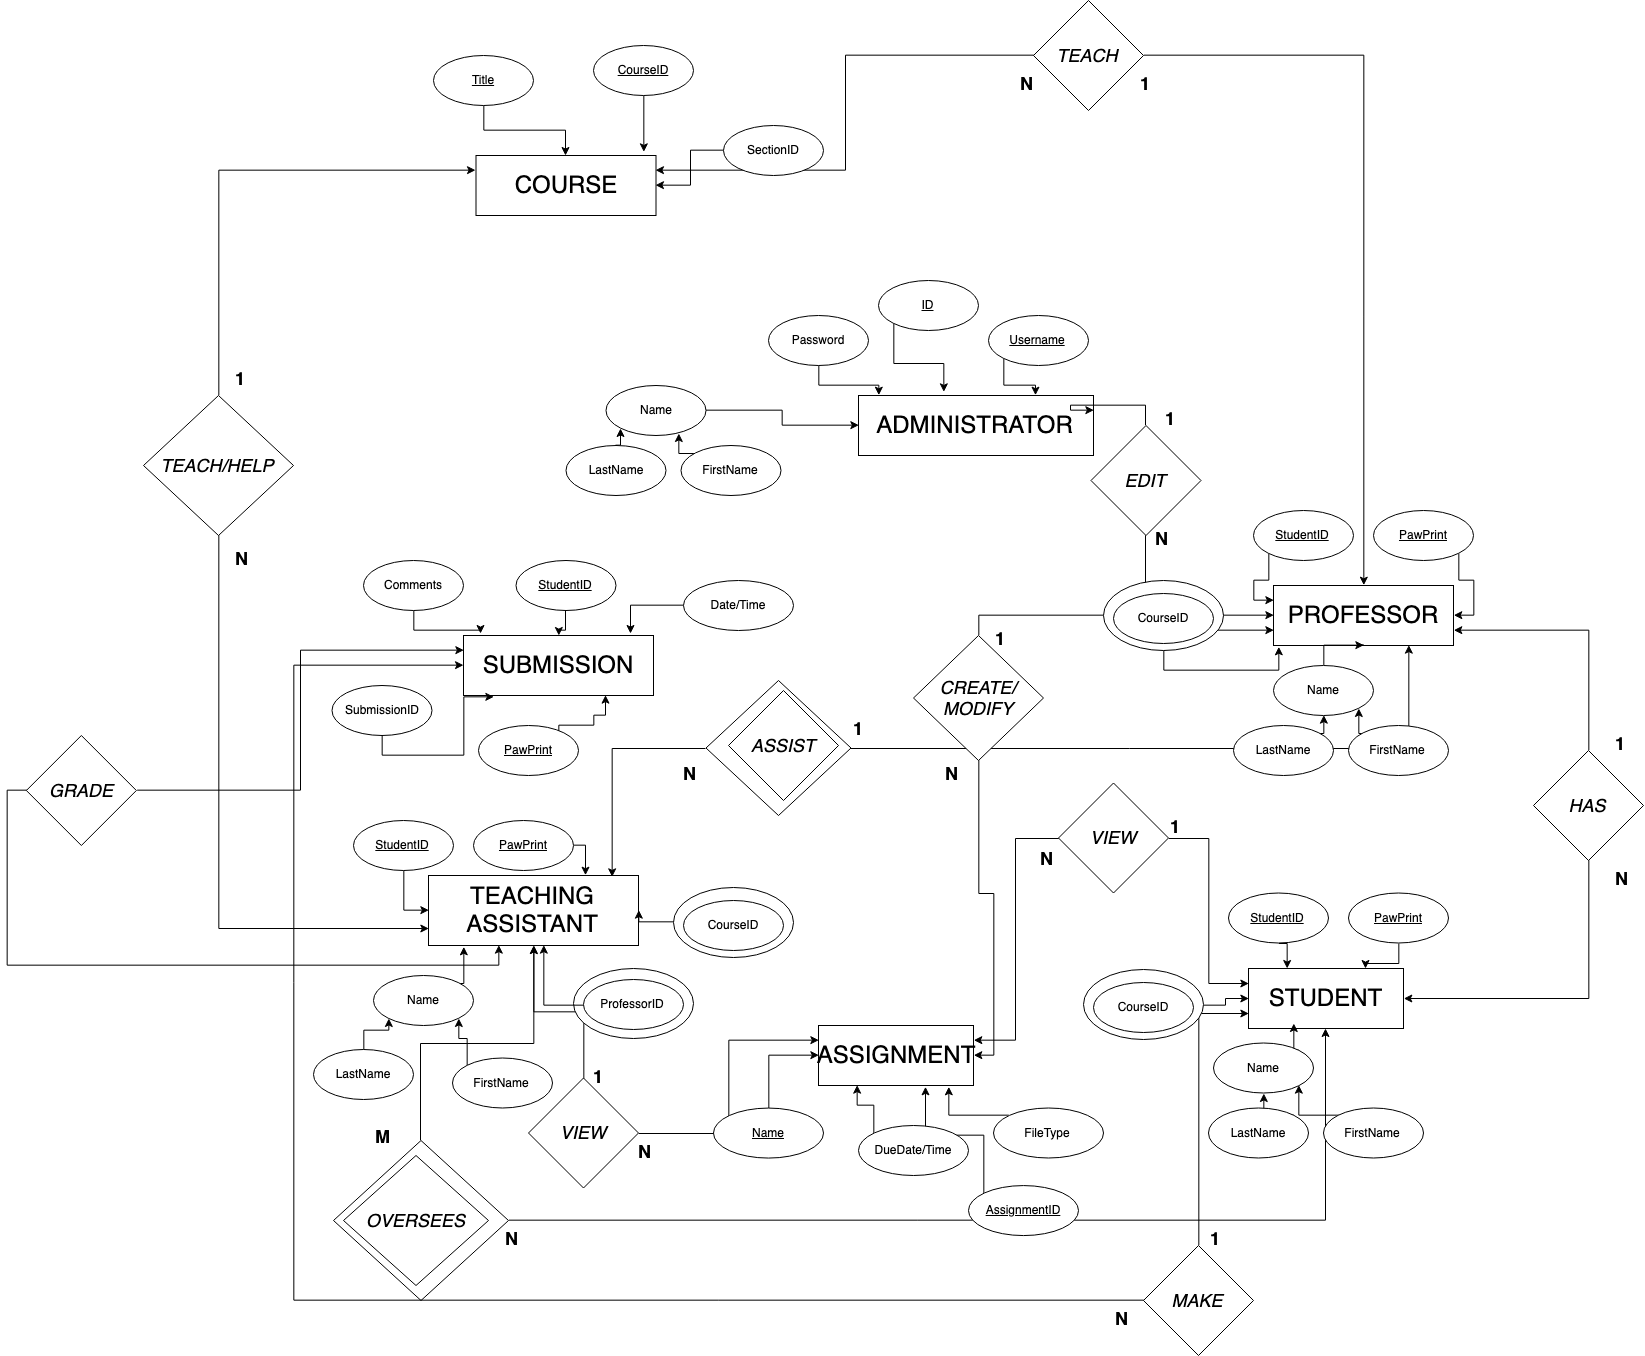 TEACH
N
1
Title
CourseID
SectionID
COURSE
ID
Password
Username
Name
ADMINISTRATOR
LastName
FirstName
1
EDIT
N
1
TEACH/HELP
N
StudentID
PawPrint
CourseID
PROFESSOR
Name
LastName
FirstName
Comments
StudentID
Date/Time
SUBMISSION
SubmissionID
PawPrint
1
CREATE/
MODIFY
N
ASSIST
1
N
1
HAS
N
GRADE
1
VIEW
N
StudentID
PawPrint
TEACHING
ASSISTANT
CourseID
Name
ProfessorID
LastName
FirstName
StudentID
PawPrint
CourseID
STUDENT
Name
LastName
FirstName
ASSIGNMENT
1
VIEW
N
Name
DueDate/Time
FileType
AssignmentID
M
OVERSEES
N
1
MAKE
N